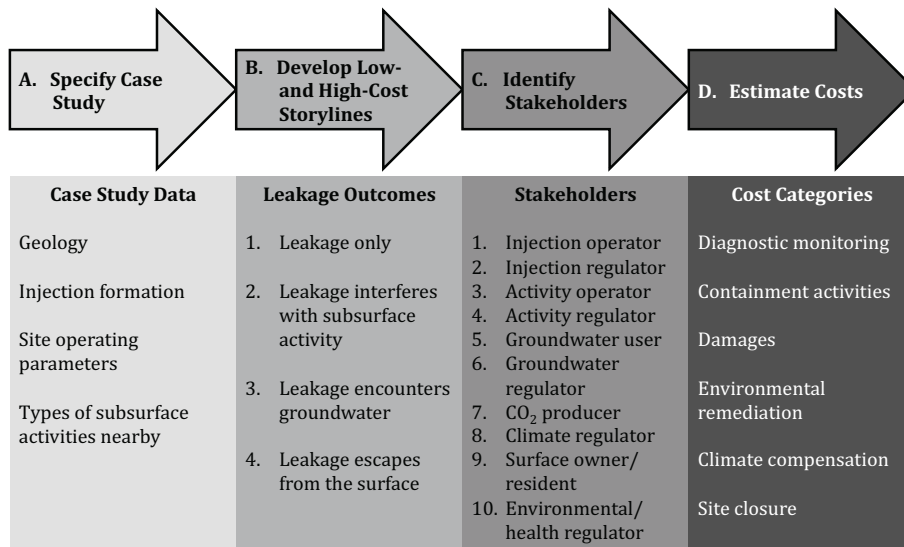 A. Specify Case
Study
B. Develop Low-
and High-Cost
Storylines
C. Identify
Stakeholders
D. Estimate Costs
Case Study Data
Geology
Injection formation
Site operating
parameters
Types of subsurface
activities nearby
Leakage Outcomes
1. Leakage only
2. Leakage interferes
with subsurface
activity
3. Leakage encounters
groundwater
4. Leakage escapes
from the surface
Stakeholders
1. Injection operator
2. Injection regulator
3. Activity operator
4. Activity regulator
5. Groundwater user
6. Groundwater
regulator
7. CO₂ producer
8. Climate regulator
9. Surface owner/
resident
10. Environmental/
health regulator
Cost Categories
Diagnostic monitoring
Containment activities
Damages
Environmental
remediation
Climate compensation
Site closure